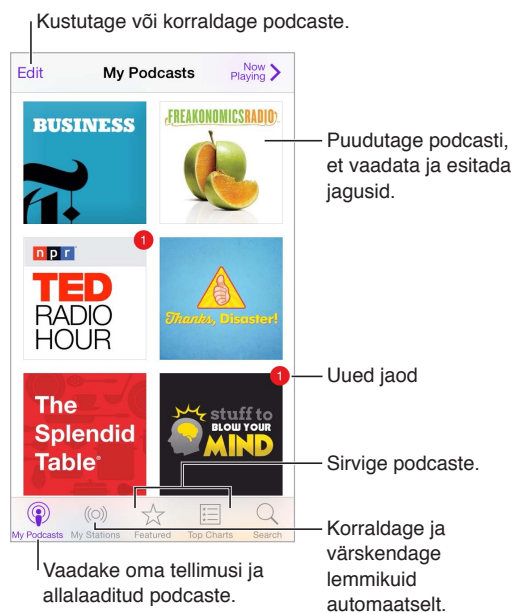 Kustutage või korraldage podcaste.
Edit
My Podcasts
Now
Playing
BUSINESS
FREAKONOMICS RADIO
Puudutage podcasti,
et vaadata ja esitada
jagusid.
npr
1
TED
RADIO
HOUR
Thanks, Disaster!
Uued jaod
1
The
Splendid
Table®
stuff to
BLOW YOUR
MIND
Sirvige podcaste.
My Podcasts
My Stations
Featured
Top Charts
Search
Korraldage ja
värskendage
lemmikuid
automaatselt.
Vaadake oma tellimusi ja
allalaaditud podcaste.